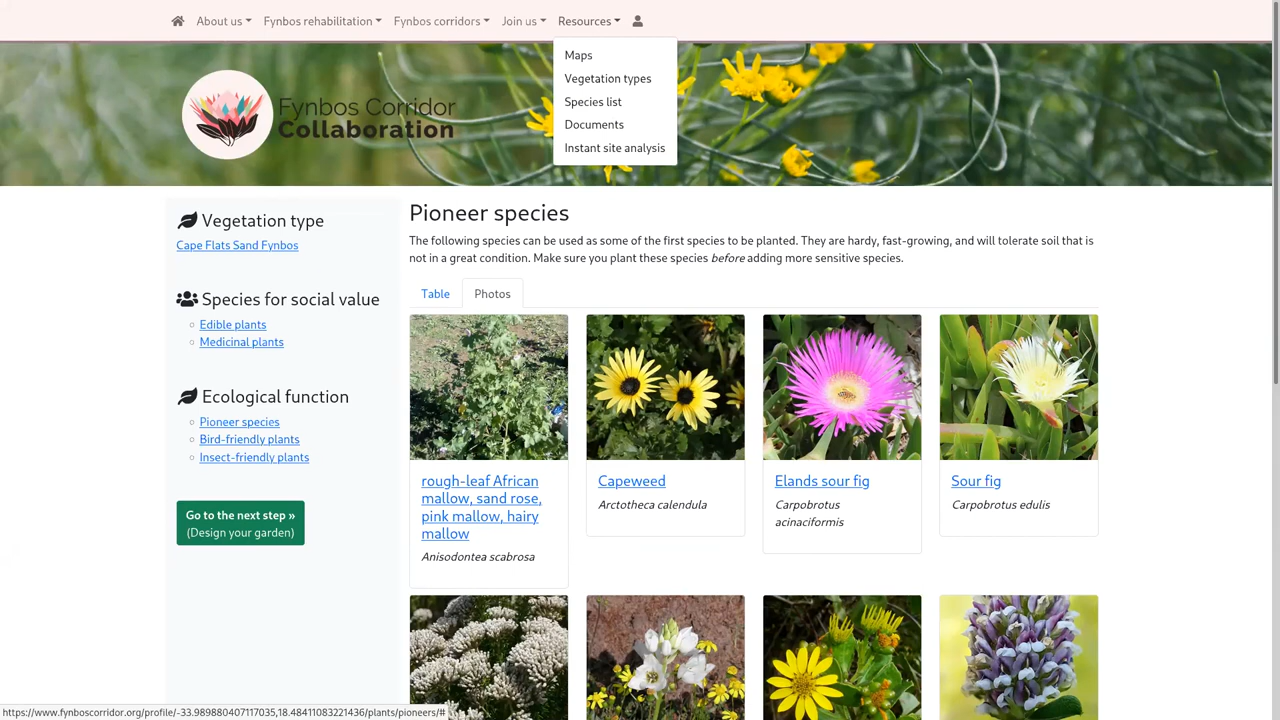 About us
Fynbos rehabilitation
Fynbos corridors
Join us
Resources
Maps
Vegetation types
Species list
Documents
Instant site analysis
Fynbos Corridor
Collaboration
Vegetation type
Cape Flats Sand Fynbos
Species for social value
Edible plants
Medicinal plants
Ecological function
Pioneer species
Bird-friendly plants
Insect-friendly plants
Go to the next step »
(Design your garden)
Pioneer species
The following species can be used as some of the first species to be planted. They are hardy, fast-growing, and will tolerate soil that is
not in a great condition. Make sure you plant these species before adding more sensitive species.
Table
Photos
rough-leaf African
mallow, sand rose,
pink mallow, hairy
mallow
Anisodontea scabrosa
Capeweed
Arctotheca calendula
Elands sour fig
Carpobrotus
acinaciformis
Sour fig
Carpobrotus edulis
https://www.fynboscorridor.org/profile/-33.989880407117035,18.48411083221436/plants/pioneers/#